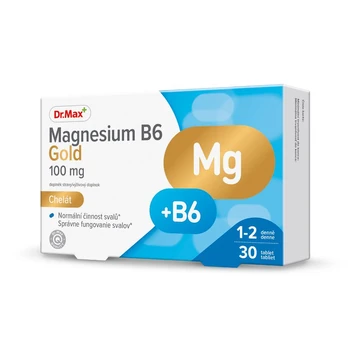 Dr.Max+
Magnesium B6
Gold
100 mg
doplněk stravy/výživový doplnok
Chelát
Normální činnost svalů*
Správne fungovanie svalov*
Mg
+B6
1-2 denně
denne
30 tablet
tabliet